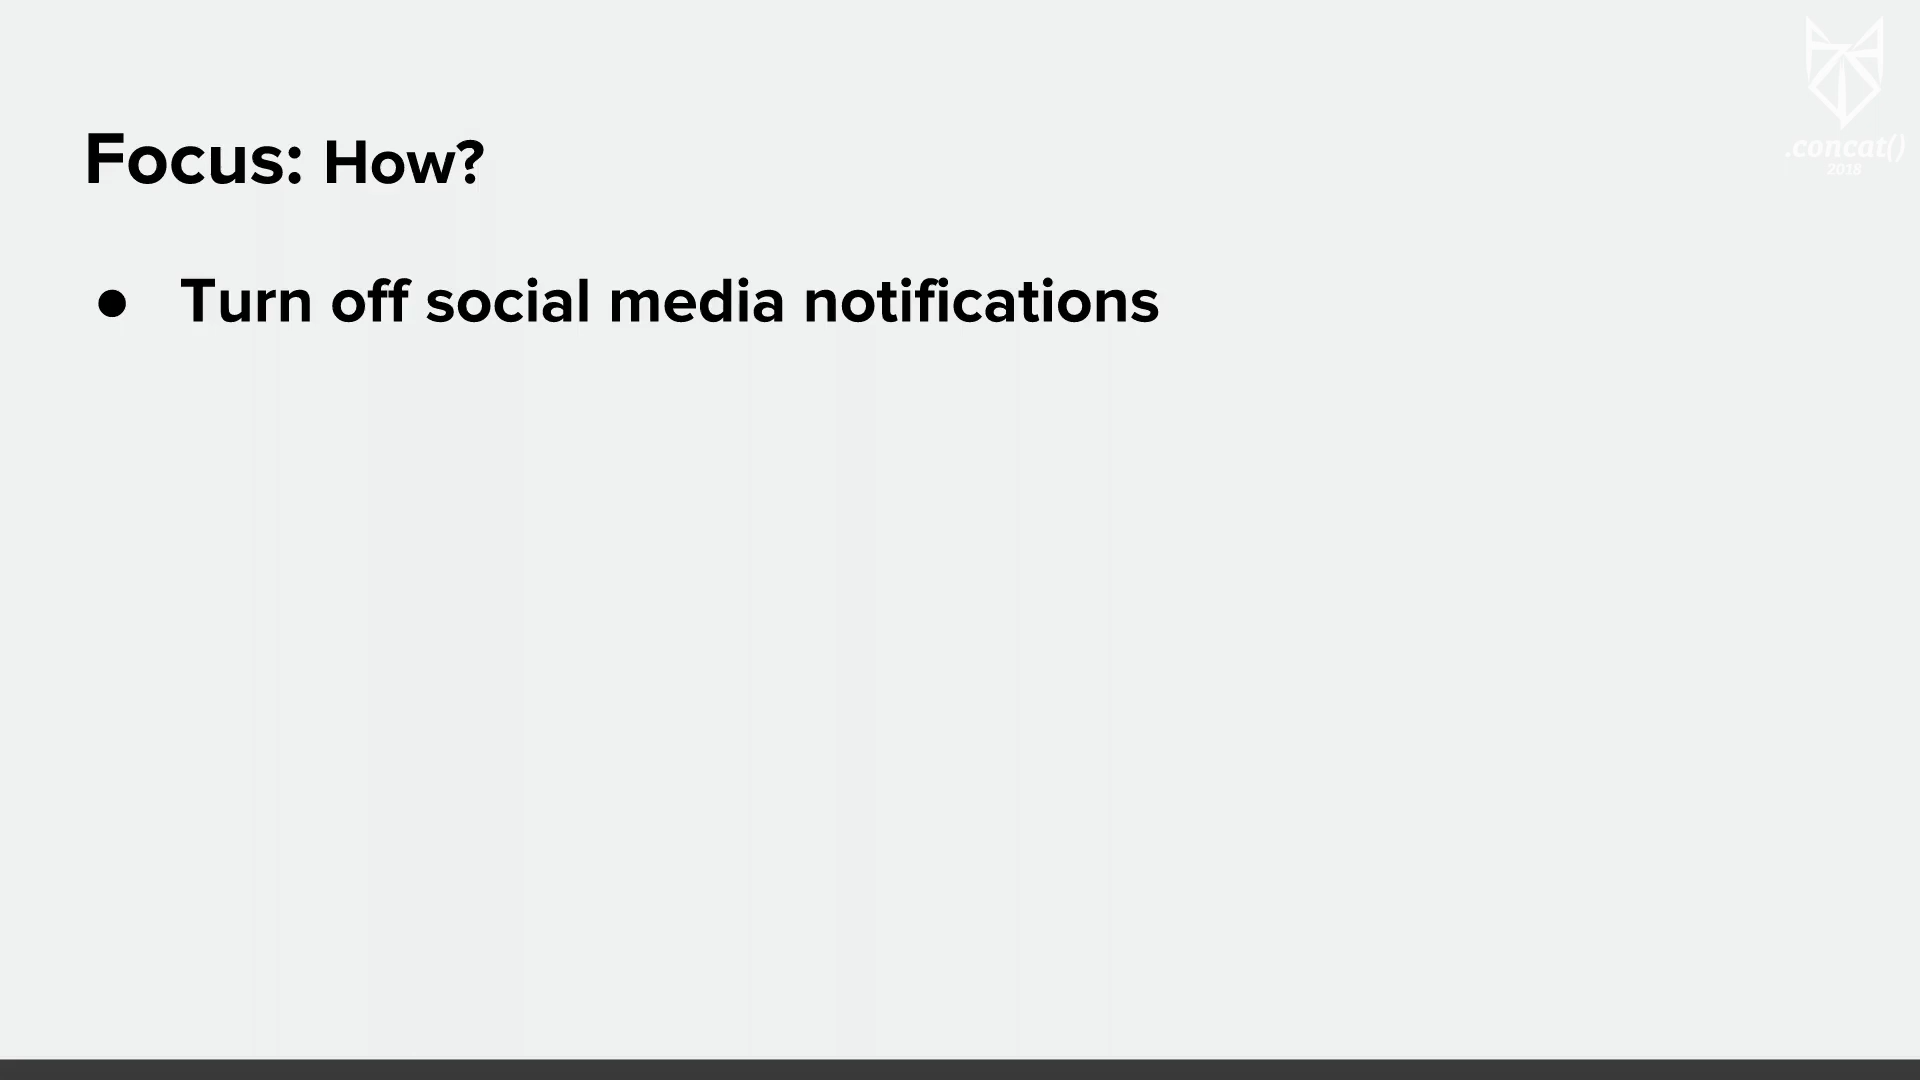 .concat()
2018
Focus: How?
● Turn off social media notifications